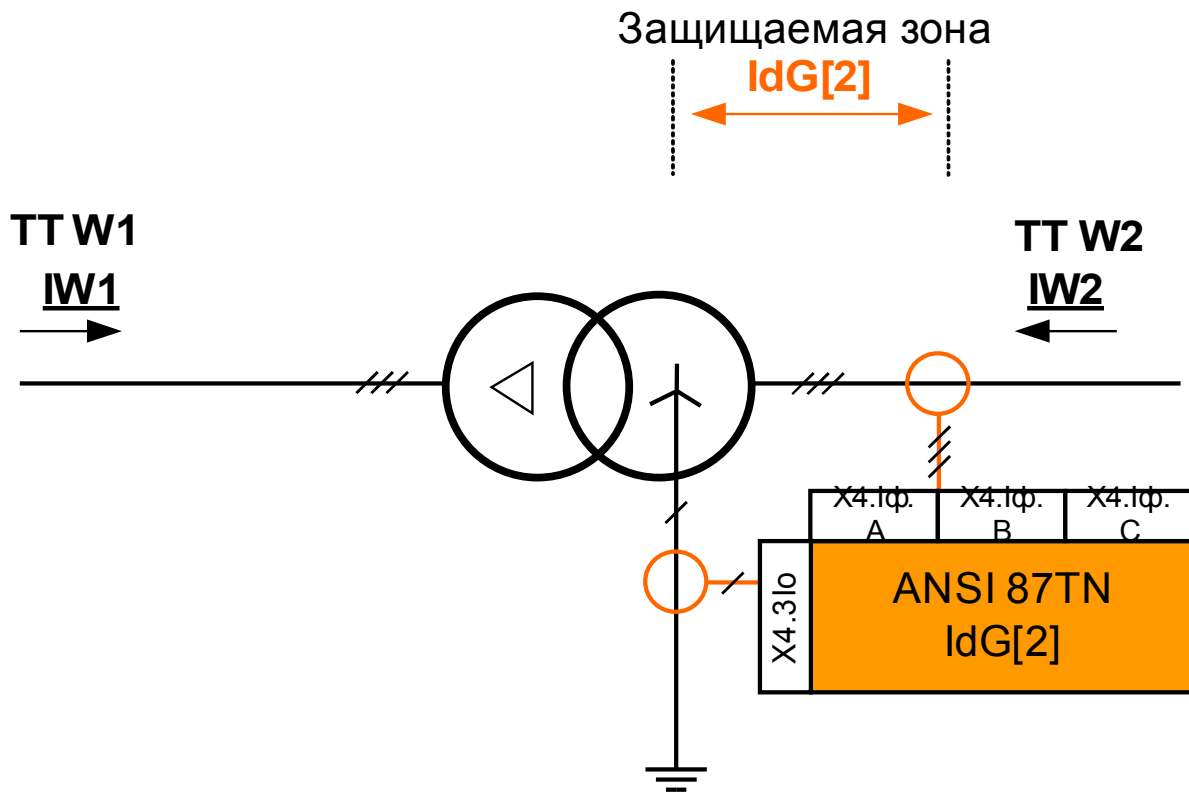 Защищаемая зона
IdG[2]
TT W1
IW1
TT W2
IW2
X4.Iф.
A
X4.Iф.
B
X4.Iф.
C
X4.3Io
ANSI 87TN
IdG[2]